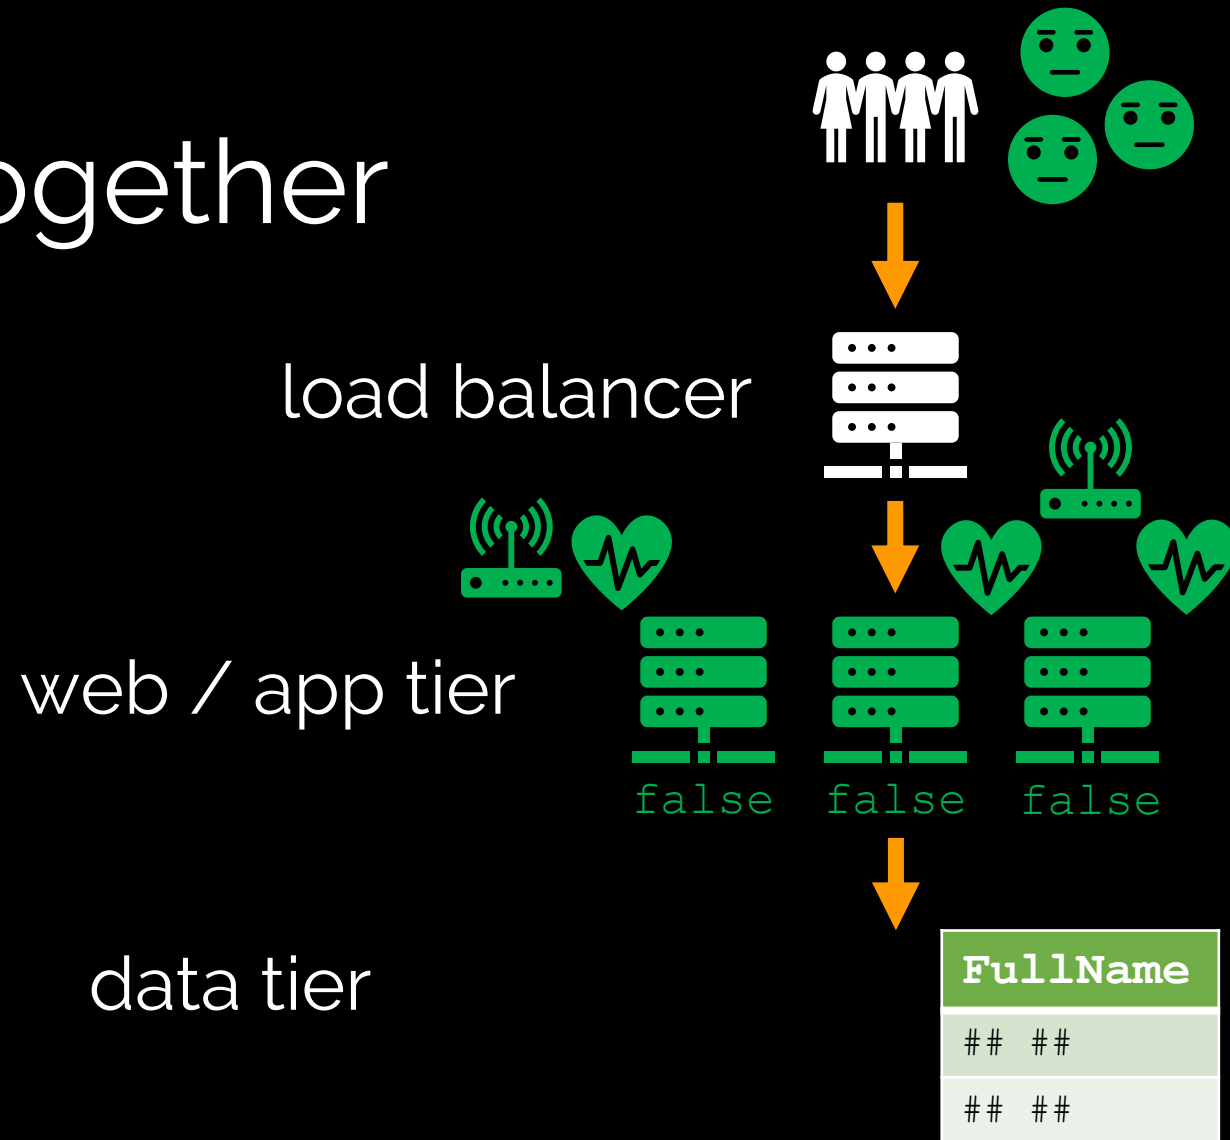 ogether
load balancer
web / app tier
false false false
data tier
FullName
## ##
## ##